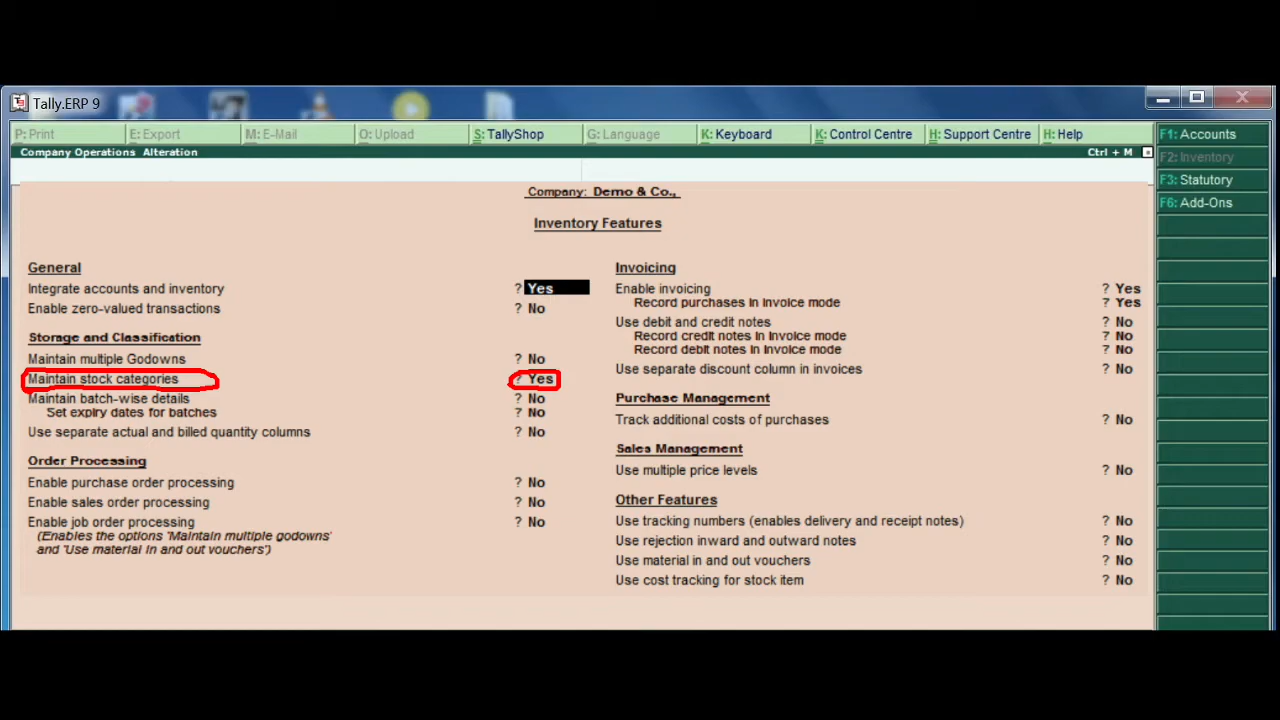 Tally.ERP 9
P: Print E: Export M: E-Mail O: Upload S: TallyShop G: Language K: Keyboard K: Control Centre H: Support Centre H: Help
Company Operations Alteration Ctrl + M
F1: Accounts
F2: Inventory
F3: Statutory
F6: Add-Ons
Company: Demo & Co.,
Inventory Features
General
Integrate accounts and inventory ? Yes
Enable zero-valued transactions ? No
Storage and Classification
Maintain multiple Godowns ? No
Maintain stock categories ? Yes
Maintain batch-wise details ? No
Set expiry dates for batches ? No
Use separate actual and billed quantity columns ? No
Order Processing
Enable purchase order processing ? No
Enable sales order processing ? No
Enable job order processing ? No
(Enables the options 'Maintain multiple godowns'
and 'Use material in and out vouchers')
Invoicing
Enable invoicing ? Yes
Record purchases in invoice mode ? Yes
Use debit and credit notes ? No
Record credit notes in invoice mode ? No
Record debit notes in invoice mode ? No
Use separate discount column in invoices ? No
Purchase Management
Track additional costs of purchases ? No
Sales Management
Use multiple price levels ? No
Other Features
Use tracking numbers (enables delivery and receipt notes) ? No
Use rejection inward and outward notes ? No
Use material in and out vouchers ? No
Use cost tracking for stock item ? No